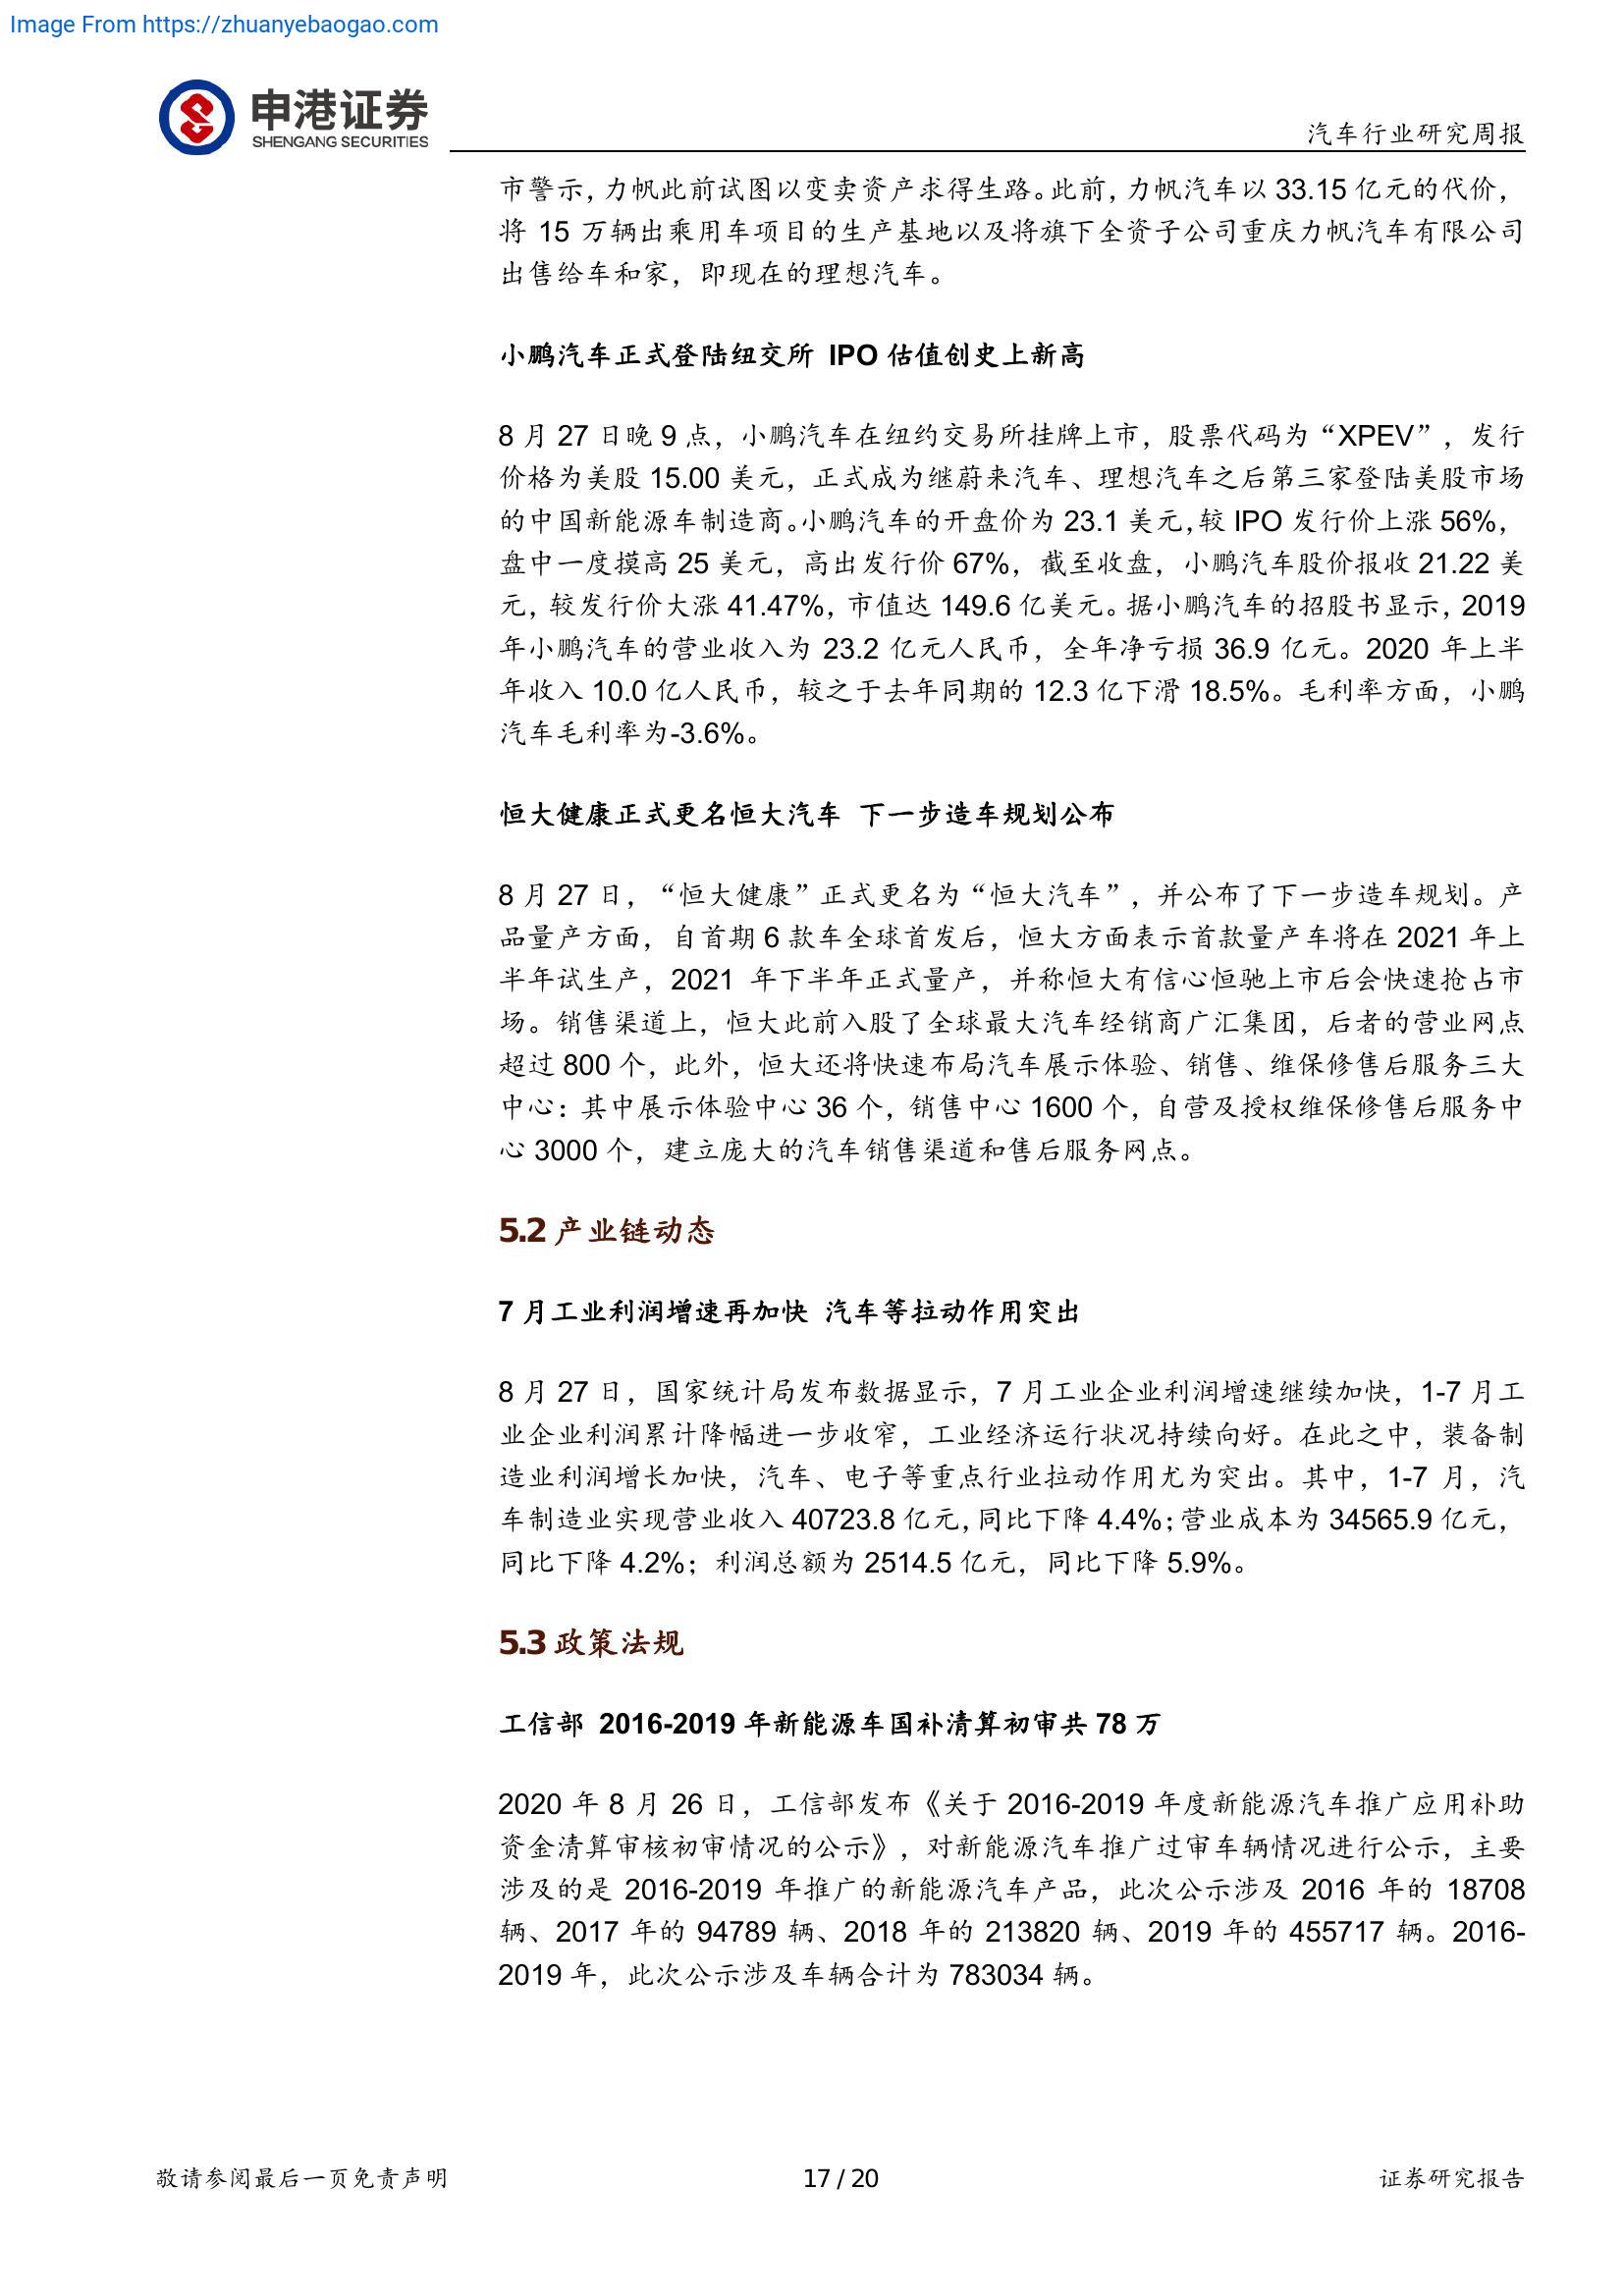 Image From https://zhuanyebaogao.com
申港证券
SHENGANG SECURITIES
汽车行业研究周报
市警示，力帆此前试图以变卖资产求得生路。此前，力帆汽车以 33.15 亿元的代价，
将 15 万辆出乘用车项目的生产基地以及将旗下全资子公司重庆力帆汽车有限公司
出售给车和家，即现在的理想汽车。
小鹏汽车正式登陆纽交所 IPO 估值创史上新高
8 月 27 日晚 9 点，小鹏汽车在纽约交易所挂牌上市，股票代码为“XPEV”，发行
价格为美股 15.00 美元，正式成为继蔚来汽车、理想汽车之后第三家登陆美股市场
的中国新能源车制造商。小鹏汽车的开盘价为 23.1 美元，较 IPO 发行价上涨 56%，
盘中一度摸高 25 美元，高出发行价 67%，截至收盘，小鹏汽车股价报收 21.22 美
元，较发行价大涨 41.47%，市值达 149.6 亿美元。据小鹏汽车的招股书显示，2019
年小鹏汽车的营业收入为 23.2 亿元人民币，全年净亏损 36.9 亿元。2020 年上半
年收入 10.0 亿人民币，较之于去年同期的 12.3 亿下滑 18.5%。毛利率方面，小鹏
汽车毛利率为-3.6%。
恒大健康正式更名恒大汽车 下一步造车规划公布
8 月 27 日，“恒大健康”正式更名为“恒大汽车”，并公布了下一步造车规划。产
品量产方面，自首期 6 款车全球首发后，恒大方面表示首款量产车将在 2021 年上
半年试生产，2021 年下半年正式量产，并称恒大有信心恒驰上市后会快速抢占市
场。销售渠道上，恒大此前入股了全球最大汽车经销商广汇集团，后者的营业网点
超过 800 个，此外，恒大还将快速布局汽车展示体验、销售、维保修售后服务三大
中心：其中展示体验中心 36 个，销售中心 1600 个，自营及授权维保修售后服务中
心 3000 个，建立庞大的汽车销售渠道和售后服务网点。
5.2 产业链动态
7 月工业利润增速再加快 汽车等拉动作用突出
8 月 27 日，国家统计局发布数据显示，7 月工业企业利润增速继续加快，1-7 月工
业企业利润累计降幅进一步收窄，工业经济运行状况持续向好。在此之中，装备制
造业利润增长加快，汽车、电子等重点行业拉动作用尤为突出。其中，1-7 月，汽
车制造业实现营业收入 40723.8 亿元，同比下降 4.4%；营业成本为 34565.9 亿元，
同比下降 4.2%；利润总额为 2514.5 亿元，同比下降 5.9%。
5.3 政策法规
工信部 2016-2019 年新能源车国补清算初审共 78 万
2020 年 8 月 26 日，工信部发布《关于 2016-2019 年度新能源汽车推广应用补助
资金清算审核初审情况的公示》，对新能源汽车推广过审车辆情况进行公示，主要
涉及的是 2016-2019 年推广的新能源汽车产品，此次公示涉及 2016 年的 18708
辆、2017 年的 94789 辆、2018 年的 213820 辆、2019 年的 455717 辆。2016-
2019 年，此次公示涉及车辆合计为 783034 辆。
敬请参阅最后一页免责声明
17 / 20
证券研究报告